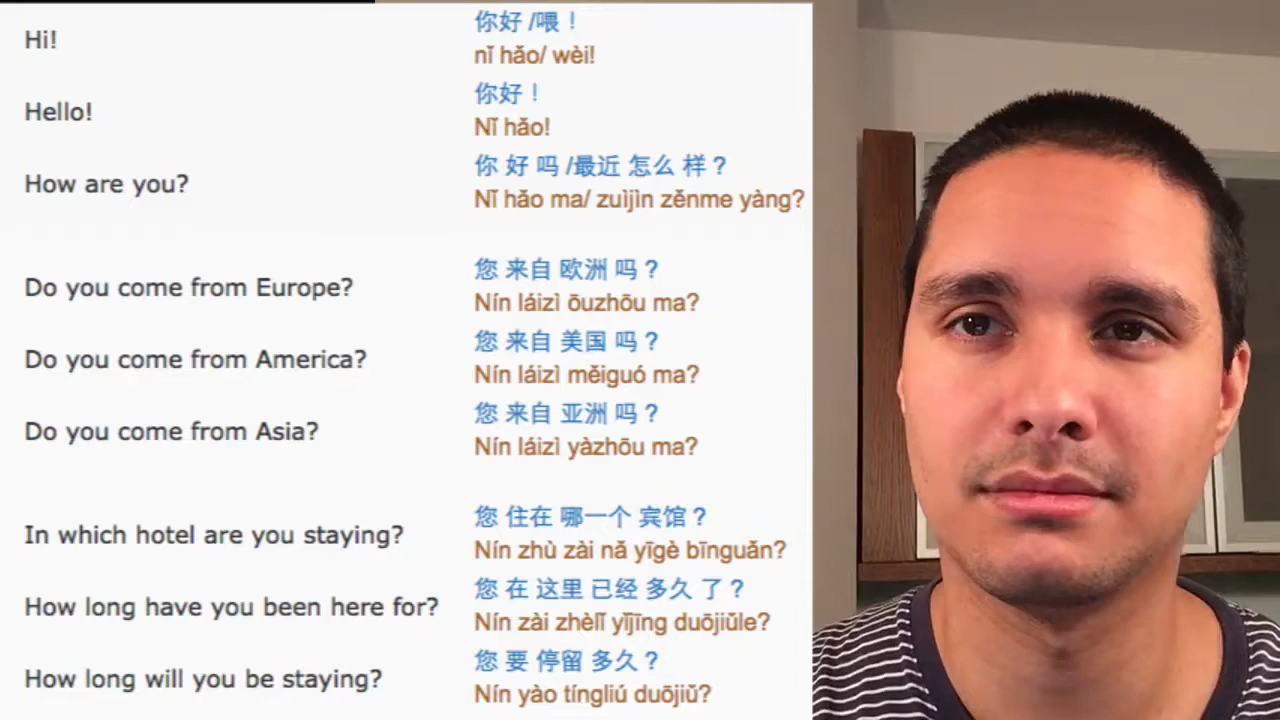 Hi!
你好 /喂！
nǐ hǎo/ wèi!
Hello!
你好！
Nǐ hǎo!
How are you?
你 好 吗 /最近 怎么 样？
Nǐ hǎo ma/ zuìjìn zěnme yàng?
Do you come from Europe?
您 来自 欧洲 吗？
Nín láizì ōuzhōu ma?
Do you come from America?
您 来自 美国 吗？
Nín láizì měiguó ma?
Do you come from Asia?
您 来自 亚洲 吗？
Nín láizì yàzhōu ma?
In which hotel are you staying?
您 住在 哪一个 宾馆？
Nín zhù zài nǎ yīgè bīnguǎn?
How long have you been here for?
您 在 这里 已经 多久 了？
Nín zài zhèlǐ yǐjīng duōjiǔle?
How long will you be staying?
您 要 停留 多久？
Nín yào tíngliú duōjiǔ?